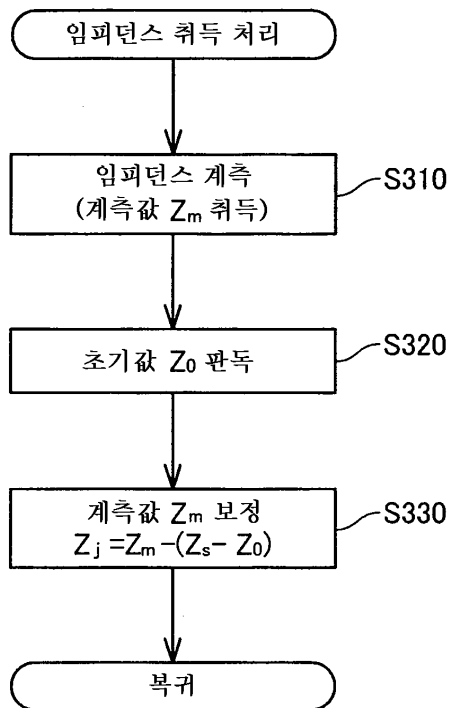 임피던스 취득 처리
임피던스 계측
(계측값 Zm 취득)
S310
초기값 Z0 판독
S320
계측값 Zm 보정
Zj =Zm-(Zs- Z0)
S330
복귀